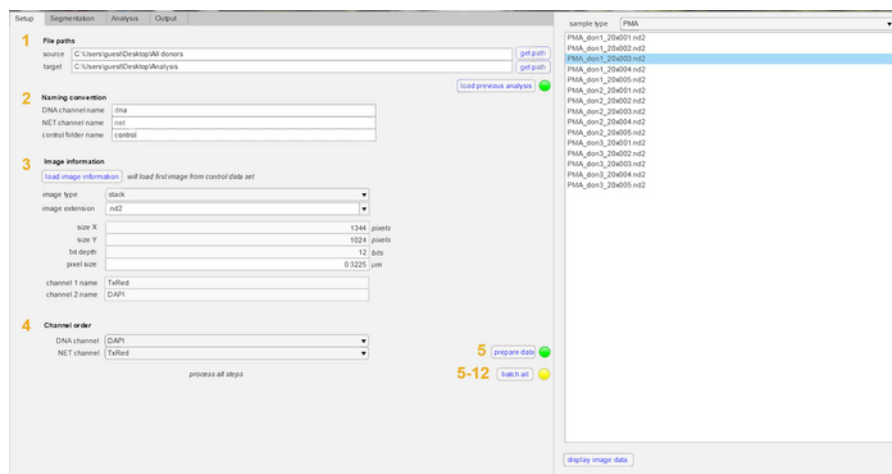 Setup Segmentation Analysis Output
1 File paths
source C:\Users\guest\Desktop\All donors get path
target C:\Users\guest\Desktop\Analysis get path
load previous analysis
2 Naming convention
DNA channel name dna
NET channel name net
control folder name control
3 Image information
load image information will load first image from control data set
image type stack
image extension nd2
size X 1344 pixels
size Y 1024 pixels
bit depth 12 bits
pixel size 0.3225 µm
channel 1 name TxRed
channel 2 name DAPI
4 Channel order
DNA channel DAPI
NET channel TxRed
5 prepare data
process all steps 5-12 batch all
sample type PMA
PMA_don1_20x001.nd2
PMA_don1_20x002.nd2
PMA_don1_20x003.nd2
PMA_don1_20x004.nd2
PMA_don1_20x005.nd2
PMA_don2_20x001.nd2
PMA_don2_20x002.nd2
PMA_don2_20x003.nd2
PMA_don2_20x004.nd2
PMA_don2_20x005.nd2
PMA_don3_20x001.nd2
PMA_don3_20x002.nd2
PMA_don3_20x003.nd2
PMA_don3_20x004.nd2
PMA_don3_20x005.nd2
display image data